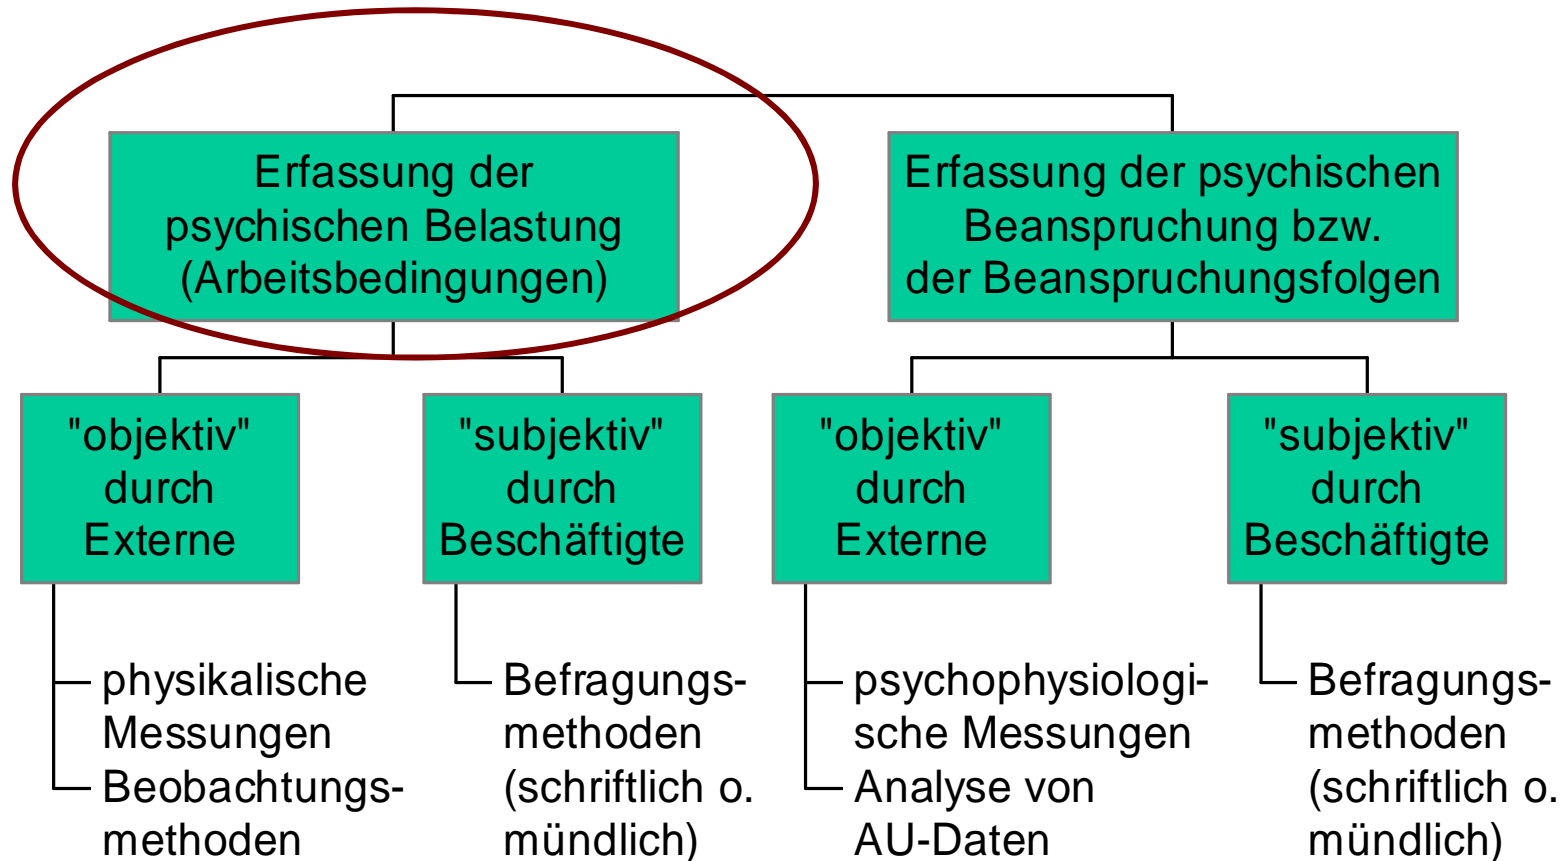 Erfassung der
psychischen Belastung
(Arbeitsbedingungen)
Erfassung der psychischen
Beanspruchung bzw.
der Beanspruchungsfolgen
"objektiv"
durch
Externe
"subjektiv"
durch
Beschäftigte
"objektiv"
durch
Externe
"subjektiv"
durch
Beschäftigte
physikalische
Messungen
Beobachtungs-
methoden
Befragungs-
methoden
(schriftlich o.
mündlich)
psychophysiologi-
sche Messungen
Analyse von
AU-Daten
Befragungs-
methoden
(schriftlich o.
mündlich)